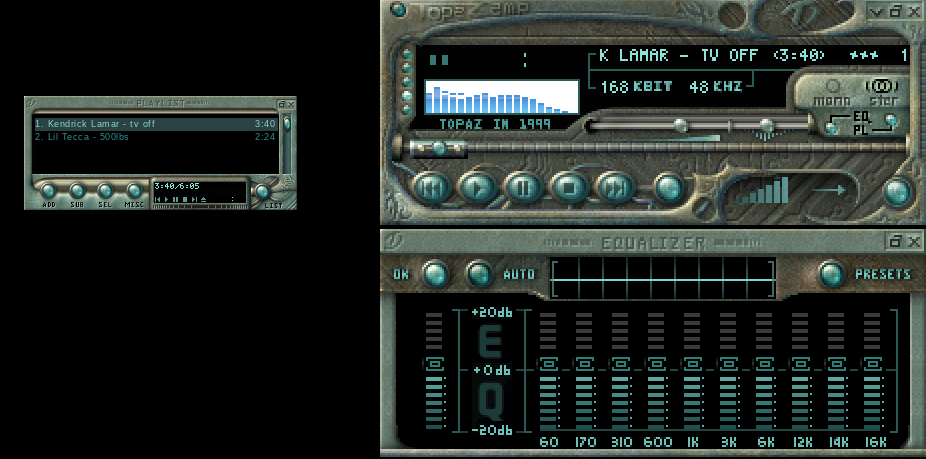 PLAYLIST
1. Kendrick Lamar - tv off 3:40
2. Lil Tecca - 500lbs 2:24
3:40/6:05
ADD SUB SEL MISC LIST
Topaz amp
K LAMAR - TV OFF (3:40) *** 1
168 KBIT 48 KHZ
mono ster
TOPAZ IN 1999
EQ
PL
EQUALIZER
OK AUTO PRESETS
+20db
E
+0db
Q
-20db
60 170 310 600 1K 3K 6K 12K 14K 16K